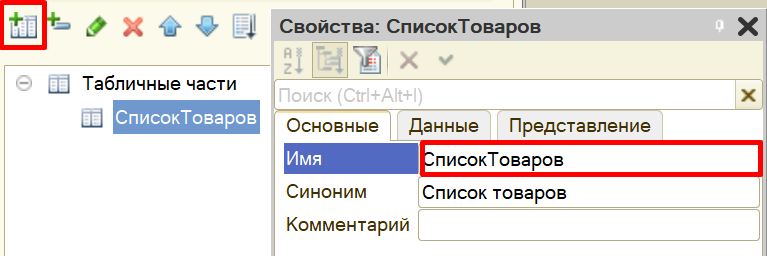 Табличные части
СписокТоваров
Свойства: СписокТоваров
Поиск (Ctrl+Alt+I)
Основные Данные Представление
Имя СписокТоваров
Синоним Список товаров
Комментарий